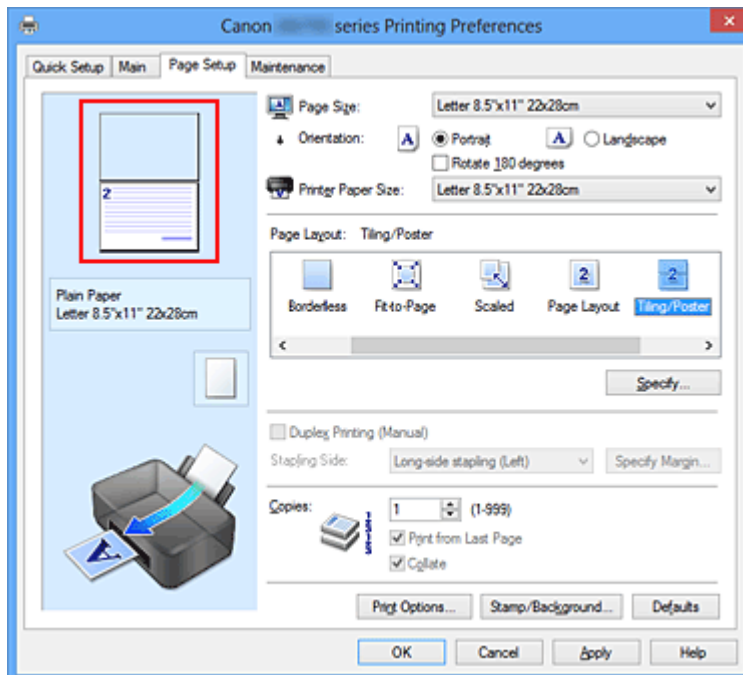 Canon series Printing Preferences
Quick Setup Main Page Setup Maintenance
2
Plain Paper
Letter 8.5"x11" 22x28cm
A
Page Size: Letter 8.5"x11" 22x28cm
Orientation: A Portrait A Landscape
Rotate 180 degrees
Printer Paper Size: Letter 8.5"x11" 22x28cm
Page Layout: Tiling/Poster
2 2
Borderless Fit-to-Page Scaled Page Layout Tiling/Poster
Specify...
Duplex Printing (Manual)
Stapling Side: Long-side stapling (Left) Specify Margin...
Copies: 1 (1-999)
Print from Last Page
Collate
Print Options... Stamp/Background... Defaults
OK Cancel Apply Help